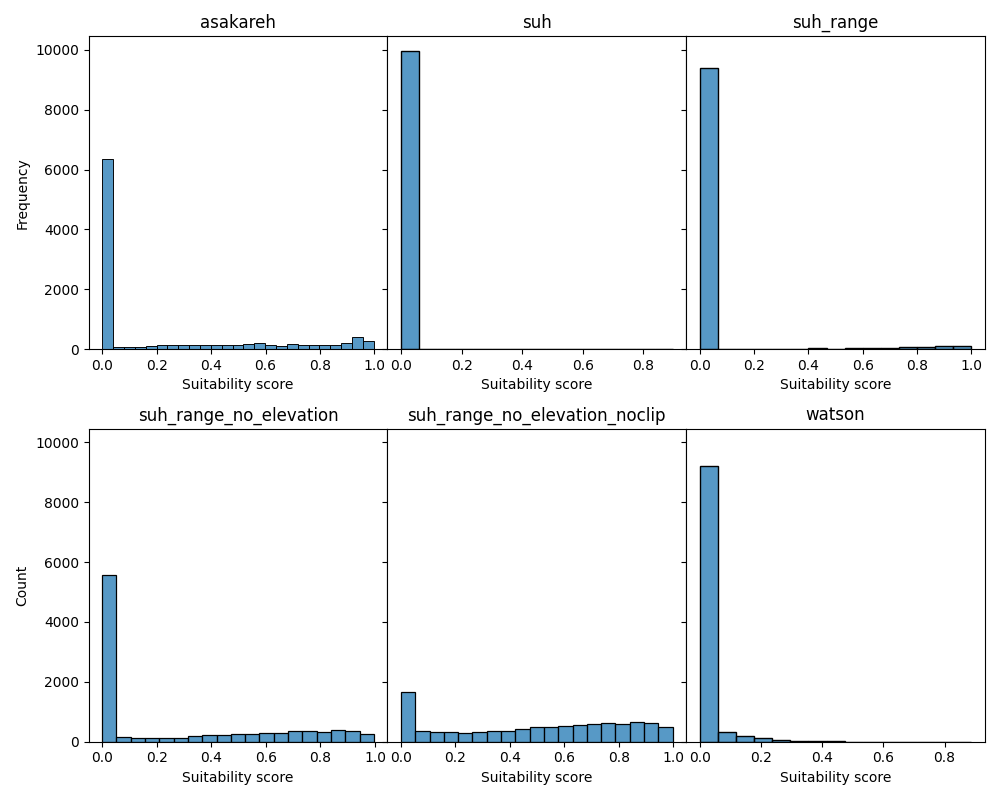 asakareh suh suh_range
10000
8000
6000
4000
2000
0
Frequency
0.0 0.2 0.4 0.6 0.8 1.0 0.0 0.2 0.4 0.6 0.8 0.0 0.2 0.4 0.6 0.8 1.0
Suitability score Suitability score Suitability score
suh_range_no_elevation suh_range_no_elevation_noclip watson
10000
8000
6000
4000
2000
0
Count
0.0 0.2 0.4 0.6 0.8 1.0 0.0 0.2 0.4 0.6 0.8 1.0 0.0 0.2 0.4 0.6 0.8
Suitability score Suitability score Suitability score